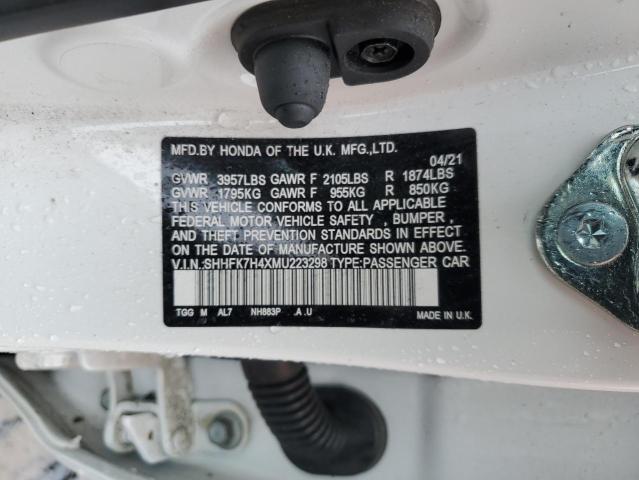 MFD.BY HONDA OF THE U.K. MFG.,LTD.
04/21
GVWR 3957LBS GAWR F 2105LBS R 1874LBS
GVWR 1795KG GAWR F 955KG R 850KG
THIS VEHICLE CONFORMS TO ALL APPLICABLE
FEDERAL MOTOR VEHICLE SAFETY , BUMPER ,
AND THEFT PREVENTION STANDARDS IN EFFECT
ON THE DATE OF MANUFACTURE SHOWN ABOVE.
V.I.N.:SHHFK7H4XMU223298 TYPE:PASSENGER CAR
TGG M AL7 NH883P .A .U
MADE IN U.K.